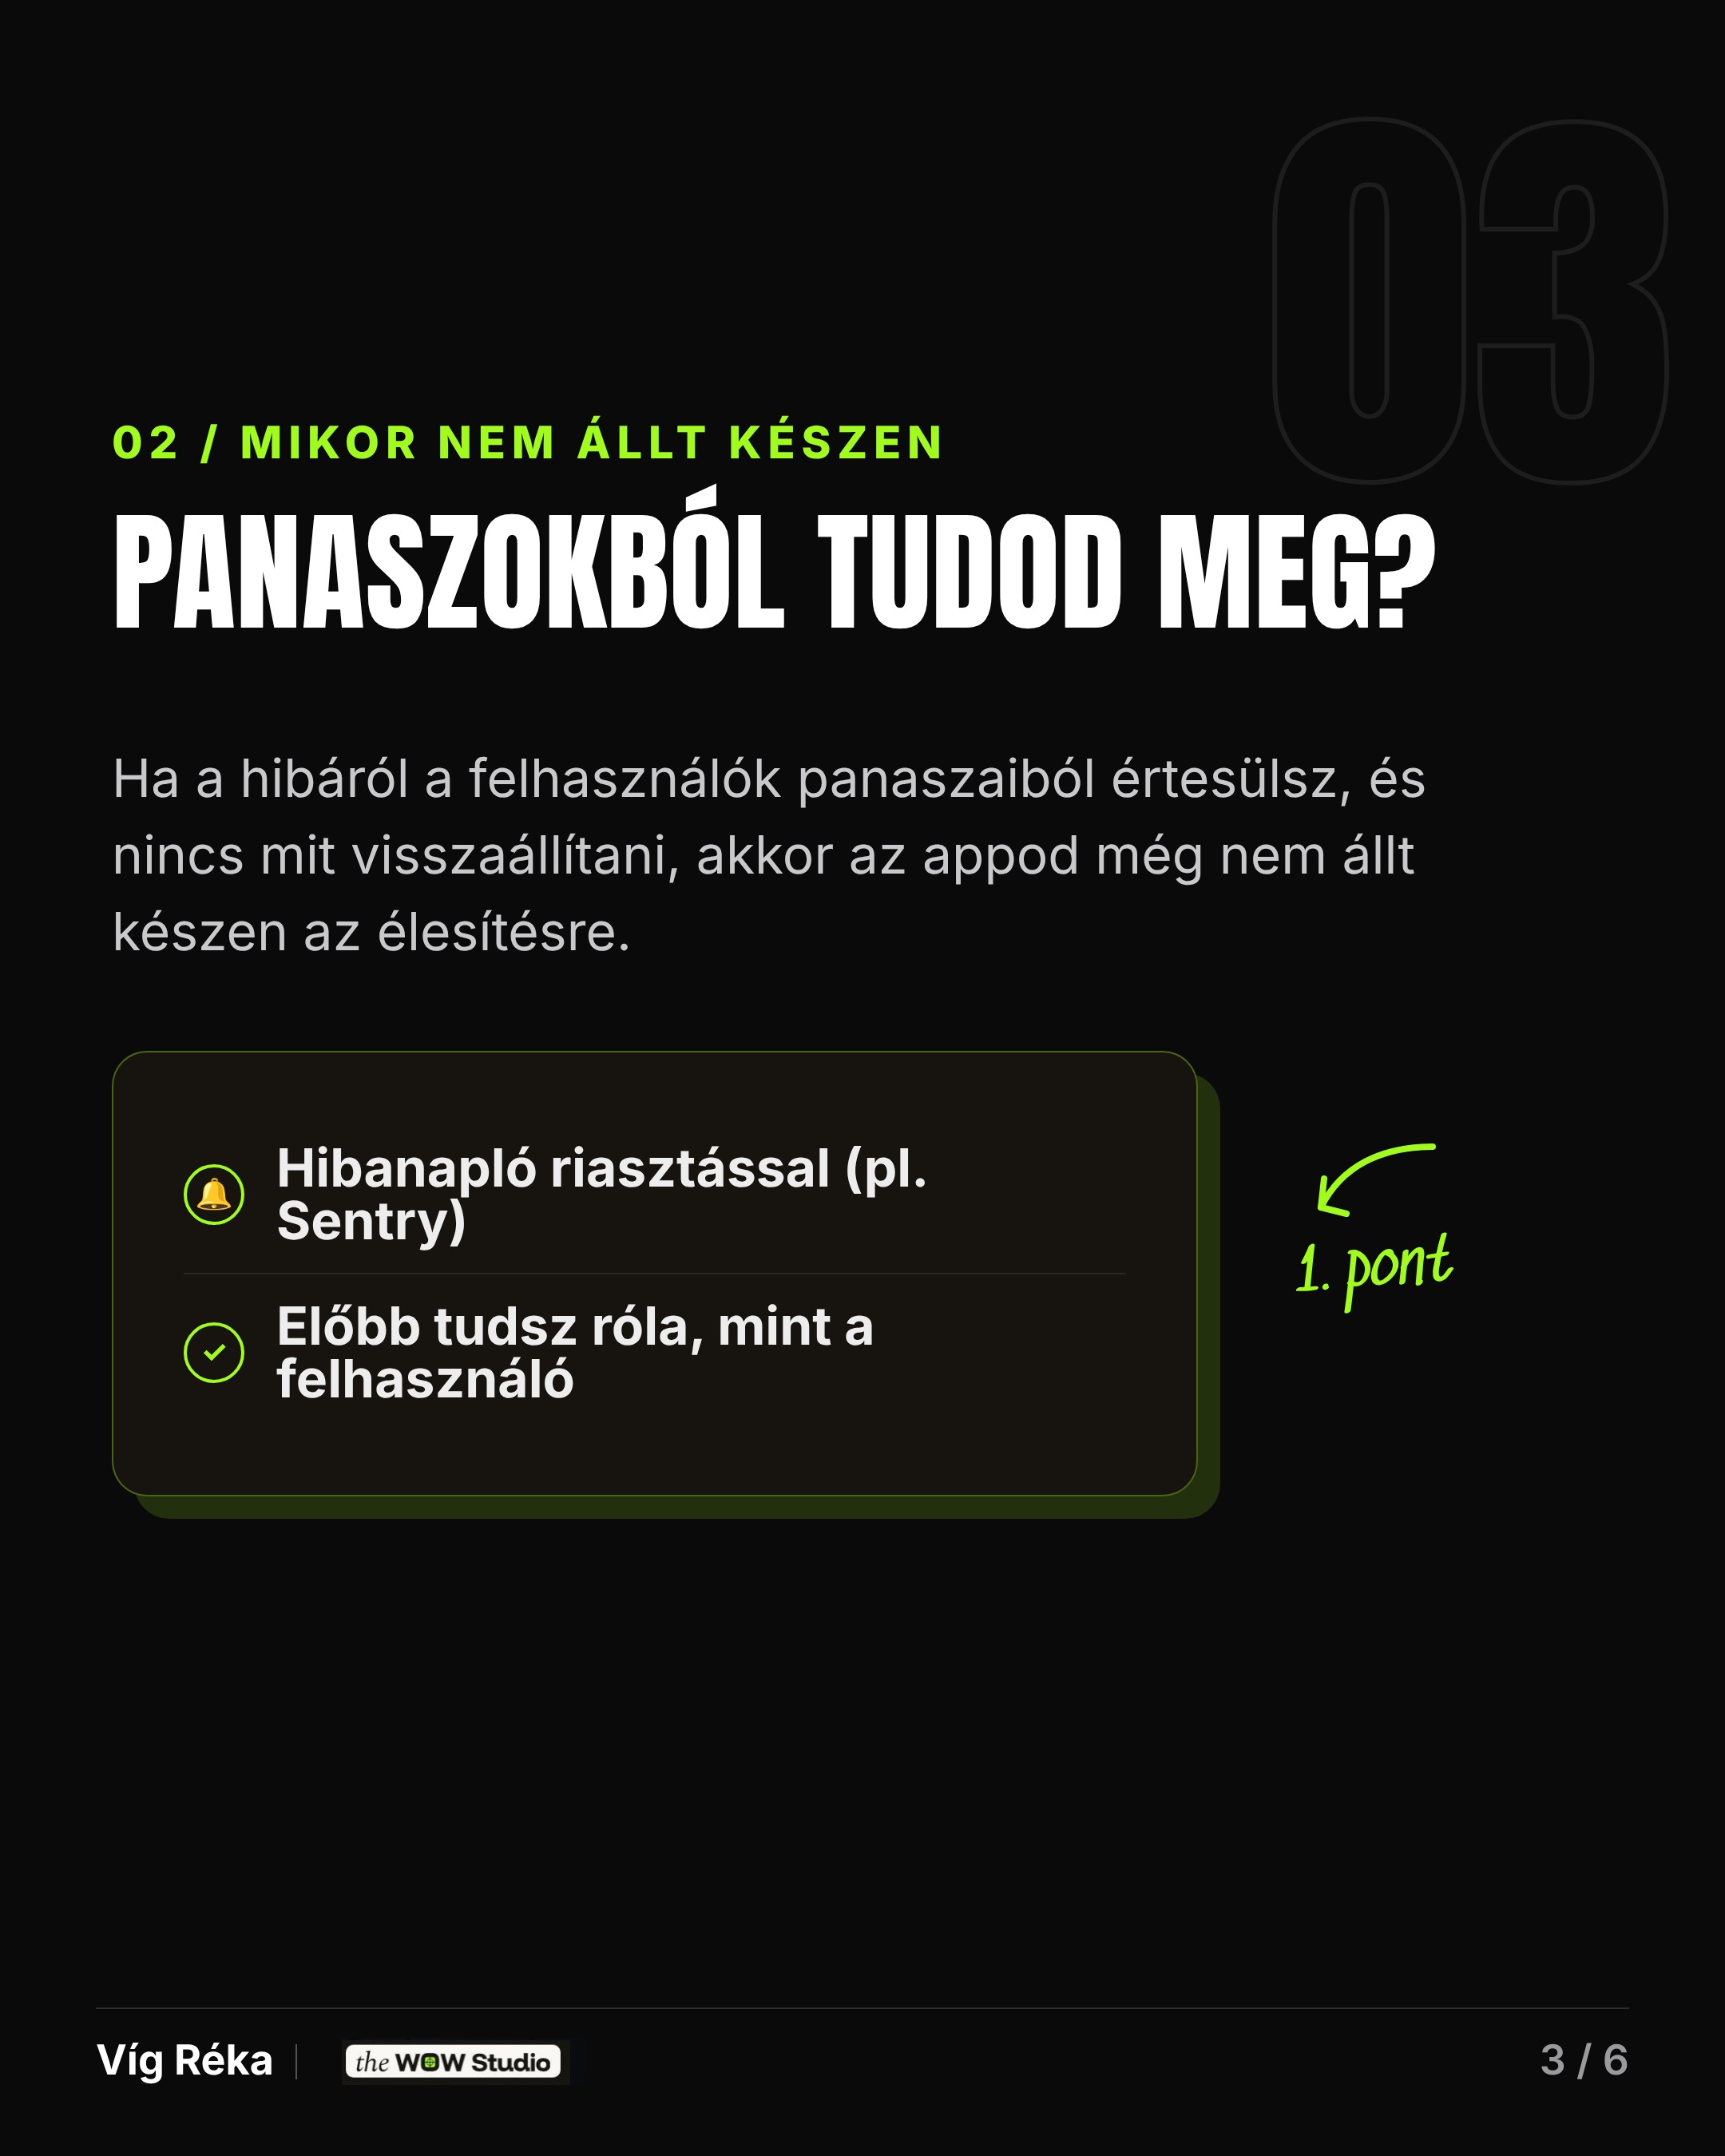 03
02 / MIKOR NEM ÁLLT KÉSZEN
PANASZOKBÓL TUDOD MEG?
Ha a hibáról a felhasználók panaszaiból értesülsz, és
nincs mit visszaállítani, akkor az appod még nem állt
készen az élesítésre.
Hibanapló riasztással (pl.
Sentry)
Előbb tudsz róla, mint a
felhasználó
1. pont
Víg Réka
the WOW Studio
3 / 6